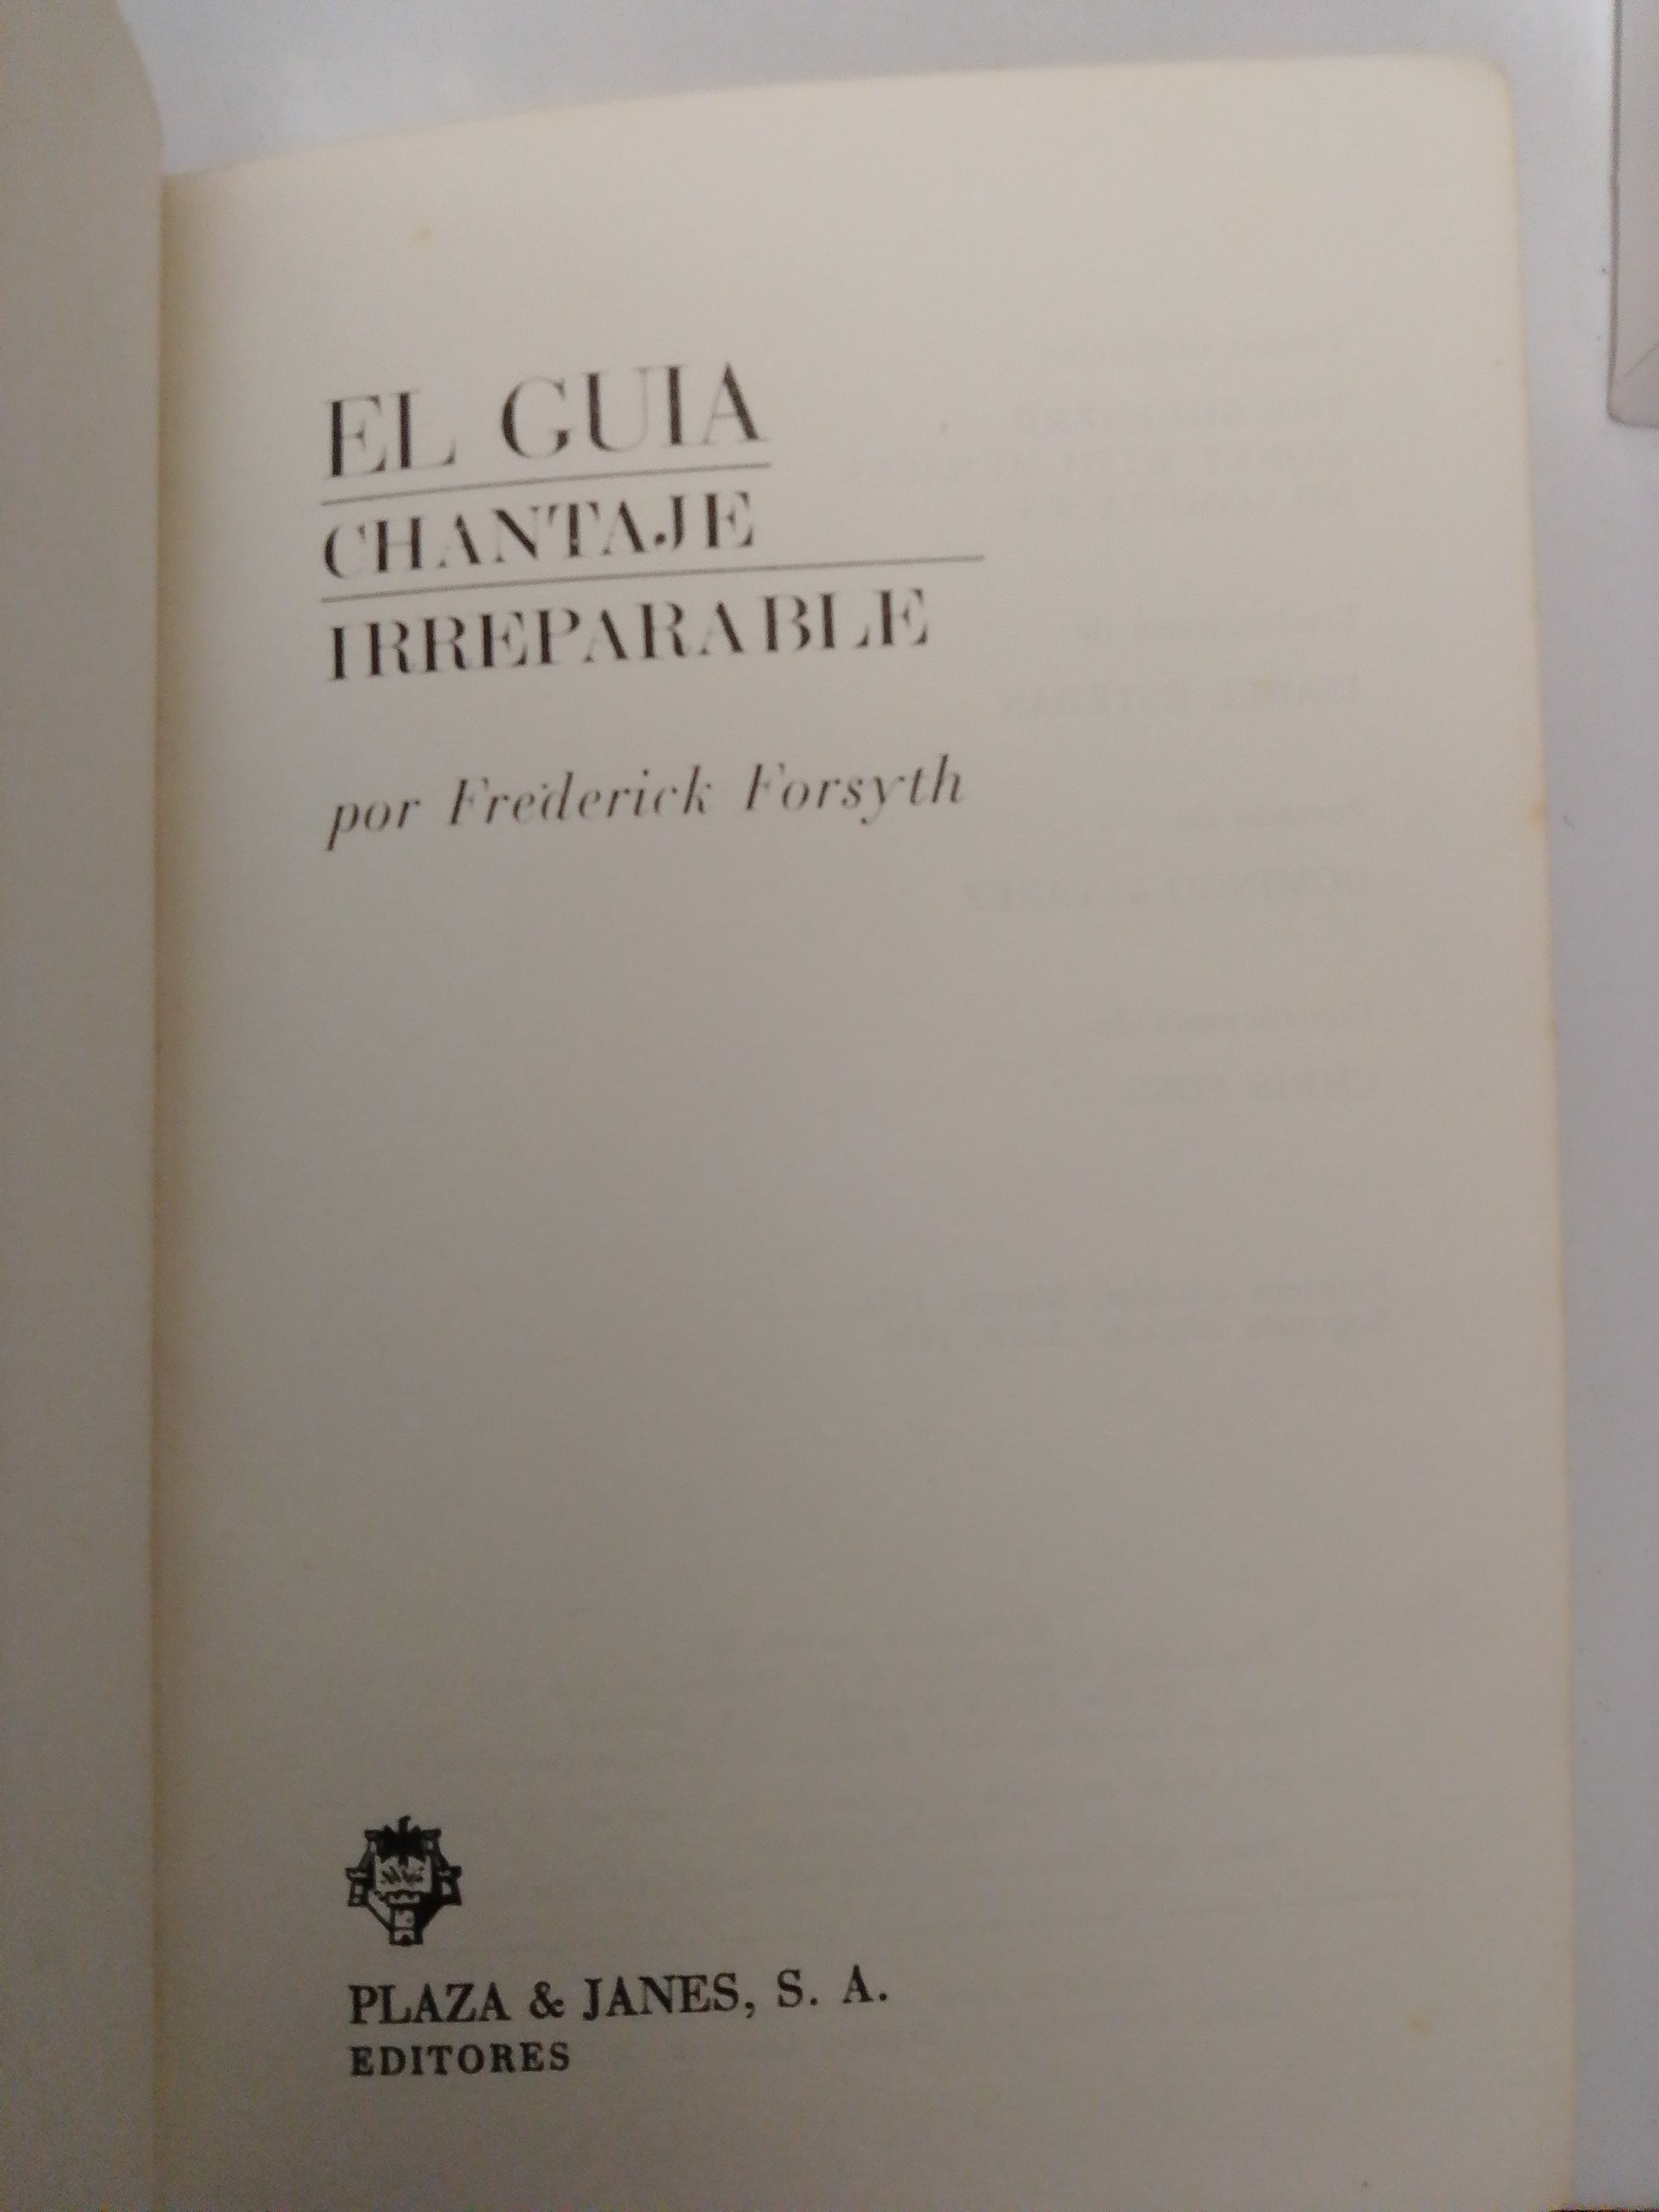 EL GUIA
CHANTAJE
IRREPARABLE
por Frederick Forsyth
PLAZA & JANES, S. A.
EDITORES